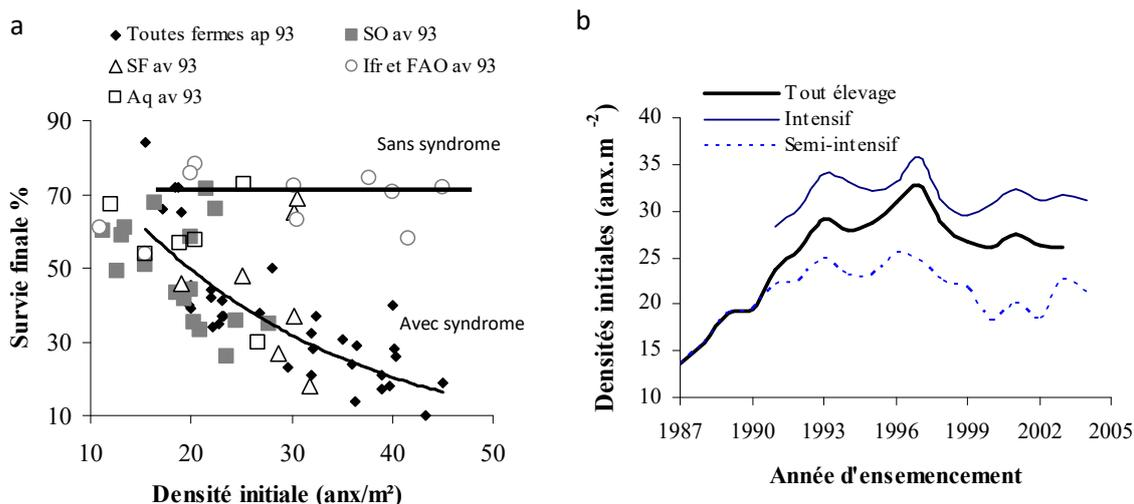 a
Toutes fermes ap 93
SO av 93
SF av 93
Ifr et FAO av 93
Aq av 93
Survie finale %
90
70
50
30
10
Sans syndrome
Avec syndrome
10 20 30 40 50
Densité initiale (anx/m²)
b
Tout élevage
Intensif
Semi-intensif
Densités initiales (anx.m -2)
40
35
30
25
20
15
10
1987 1990 1993 1996 1999 2002 2005
Année d'ensemencement